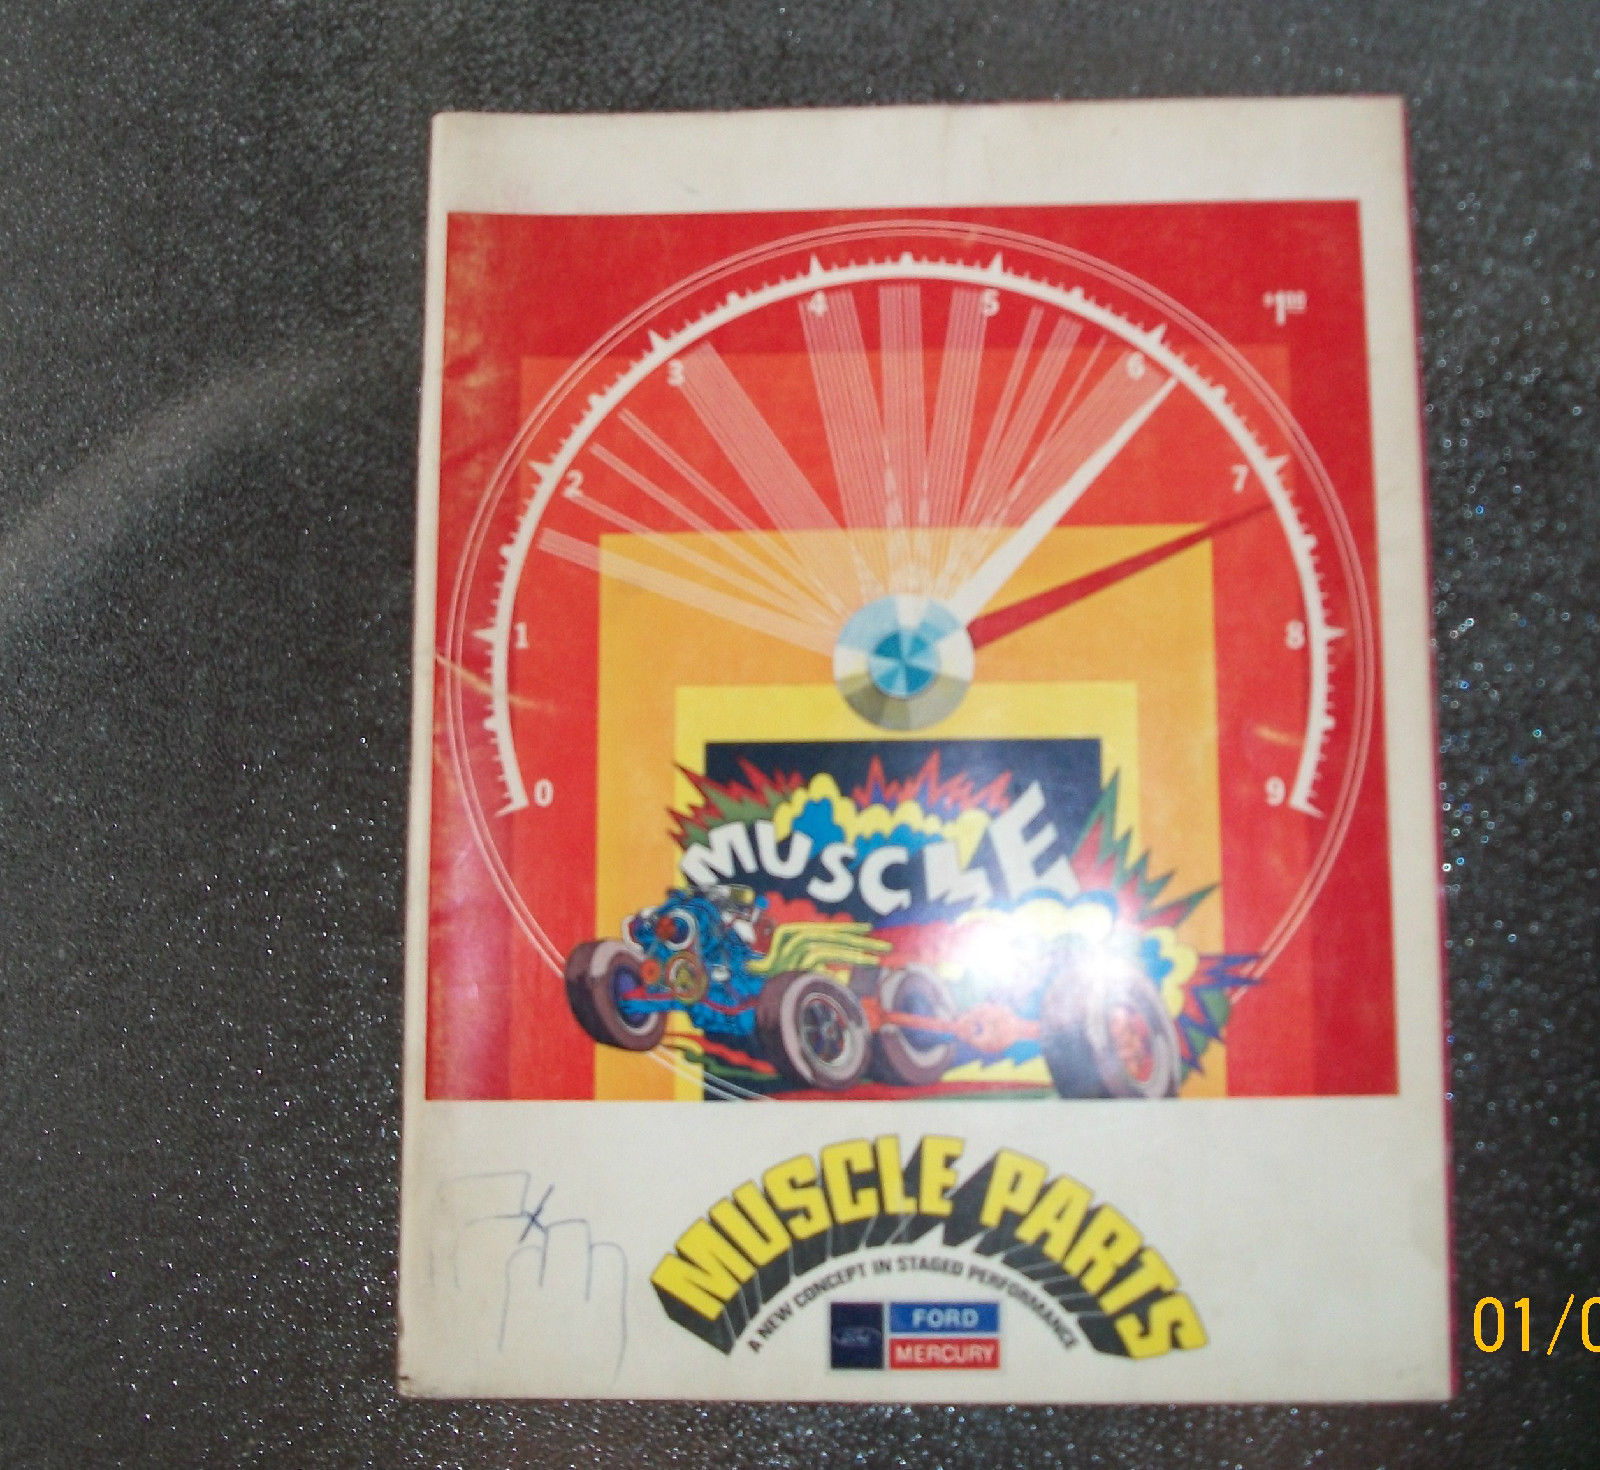 $1.00
0 1 2 3 4 5 6 7 8 9
MUSCLE
MUSCLE PARTS
A NEW CONCEPT IN STAGED PERFORMANCE
FORD
MERCURY
01/0